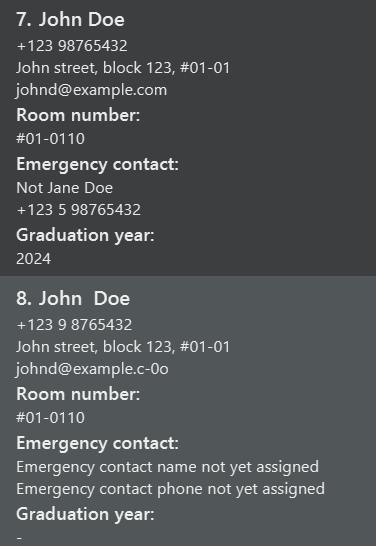 7. John Doe
+123 98765432
John street, block 123, #01-01
johnd@example.com
Room number:
#01-0110
Emergency contact:
Not Jane Doe
+123 5 98765432
Graduation year:
2024
8. John  Doe
+123 9 8765432
John street, block 123, #01-01
johnd@example.c-0o
Room number:
#01-0110
Emergency contact:
Emergency contact name not yet assigned
Emergency contact phone not yet assigned
Graduation year:
-